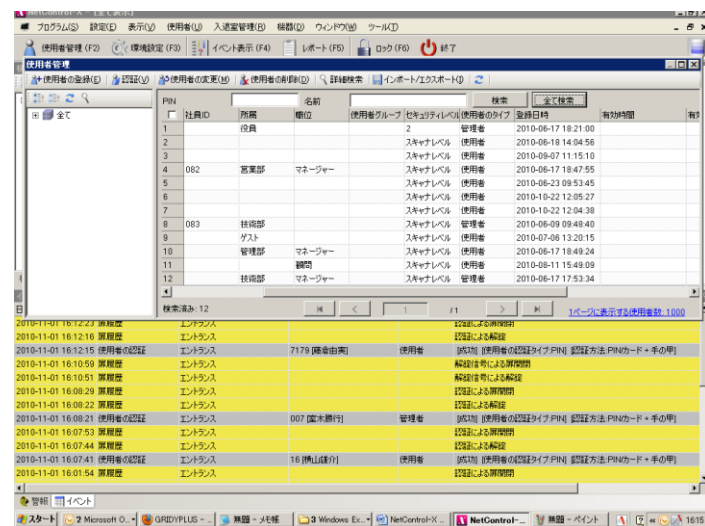 NetControl-X - [全て表示]
プログラム(S) 設定(E) 表示(V) 使用者(U) 入退室管理(R) 機器(D) ウィンドウ(W) ツール(T)
使用者管理 (F2) 環境設定 (F3) イベント表示 (F4) レポート (F5) ロック (F6) 終了
使用者管理
使用者の登録(E) 認証(V) 使用者の変更(M) 使用者の削除(D) 詳細検索 インポート/エクスポート(I)
全て
PIN 名前 検索 全て検索
社員ID 所属 職位 使用者グループ セキュリティレベル 使用者のタイプ 登録日時 有効時間 有
1 役員 2 管理者 2010-06-17 18:21:00
2 スキャナレベル 使用者 2010-06-18 14:04:56
3 スキャナレベル 使用者 2010-09-07 11:15:10
4 082 営業部 マネージャー スキャナレベル 使用者 2010-06-17 18:47:55
5 スキャナレベル 使用者 2010-06-23 09:53:45
6 スキャナレベル 使用者 2010-10-22 12:05:27
7 スキャナレベル 使用者 2010-10-22 12:04:38
8 083 技術部 スキャナレベル 管理者 2010-06-09 09:48:40
9 ゲスト スキャナレベル 使用者 2010-07-06 13:20:15
10 管理部 マネージャー スキャナレベル 使用者 2010-06-17 18:49:24
11 顧問 スキャナレベル 使用者 2010-08-11 15:49:09
12 技術部 マネージャー スキャナレベル 使用者 2010-06-17 17:53:34
検索済み: 12 1 /1 1ページに表示する使用者数: 1000
2010-11-01 16:12:23 扉履歴 エントランス 認証による扉開閉
2010-11-01 16:12:16 扉履歴 エントランス 認証による解錠
2010-11-01 16:12:15 使用者の認証 エントランス 7179 [藤倉由実] 使用者 [成功] [使用者の認証タイプ:PIN] 認証方法:PINカード + 手の甲]
2010-11-01 16:10:59 扉履歴 エントランス 解錠信号による扉開閉
2010-11-01 16:10:51 扉履歴 エントランス 解錠信号による解錠
2010-11-01 16:08:29 扉履歴 エントランス 認証による扉開閉
2010-11-01 16:08:22 扉履歴 エントランス 認証による解錠
2010-11-01 16:08:21 使用者の認証 エントランス 007 [室木勝行] 管理者 [成功] [使用者の認証タイプ:PIN] 認証方法:PINカード + 手の甲]
2010-11-01 16:07:53 扉履歴 エントランス 認証による扉開閉
2010-11-01 16:07:44 扉履歴 エントランス 認証による解錠
2010-11-01 16:07:41 使用者の認証 エントランス 16 [横山雄介] 使用者 [成功] [使用者の認証タイプ:PIN] 認証方法:PINカード + 手の甲]
2010-11-01 16:01:54 扉履歴 エントランス 認証による扉開閉
警報 イベント
スタート 2 Microsoft O... GRIDYPLUS - ... 無題 - メモ帳 3 Windows Ex... NetControl-X ... NetControl-... 無題 - ペイント A 16:15